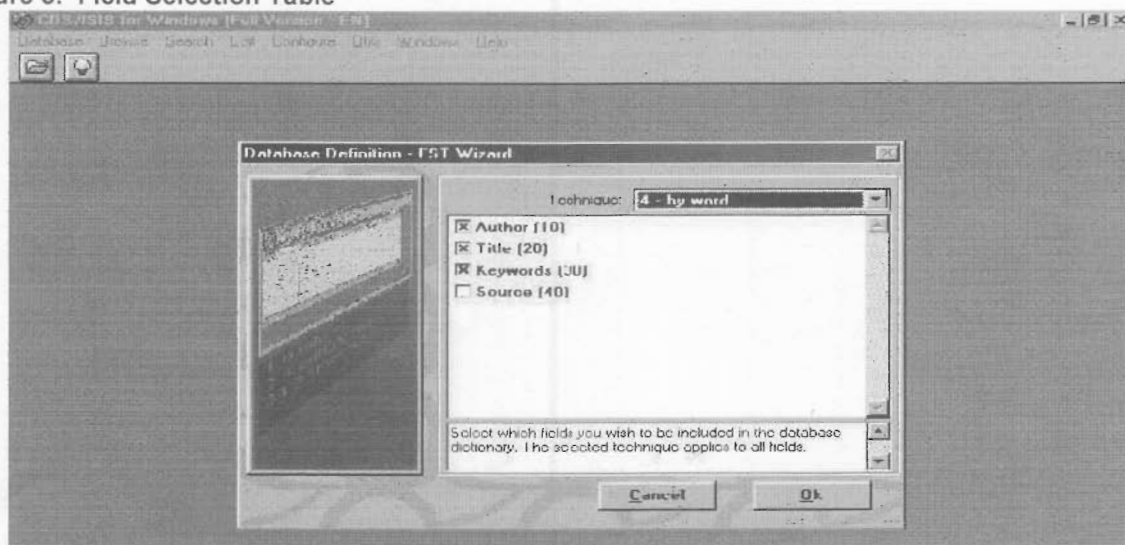 Field Selection Table
CDS/ISIS for Windows [Full Version - EN]
Database Browse Search Edit Configure Utils Windows Help
Database Definition - FST Wizard
Technique: 4 - by word
Author (10)
Title (20)
Keywords (30)
Source (40)
Select which fields you wish to be included in the database
dictionary. The selected technique applies to all fields.
Cancel Ok